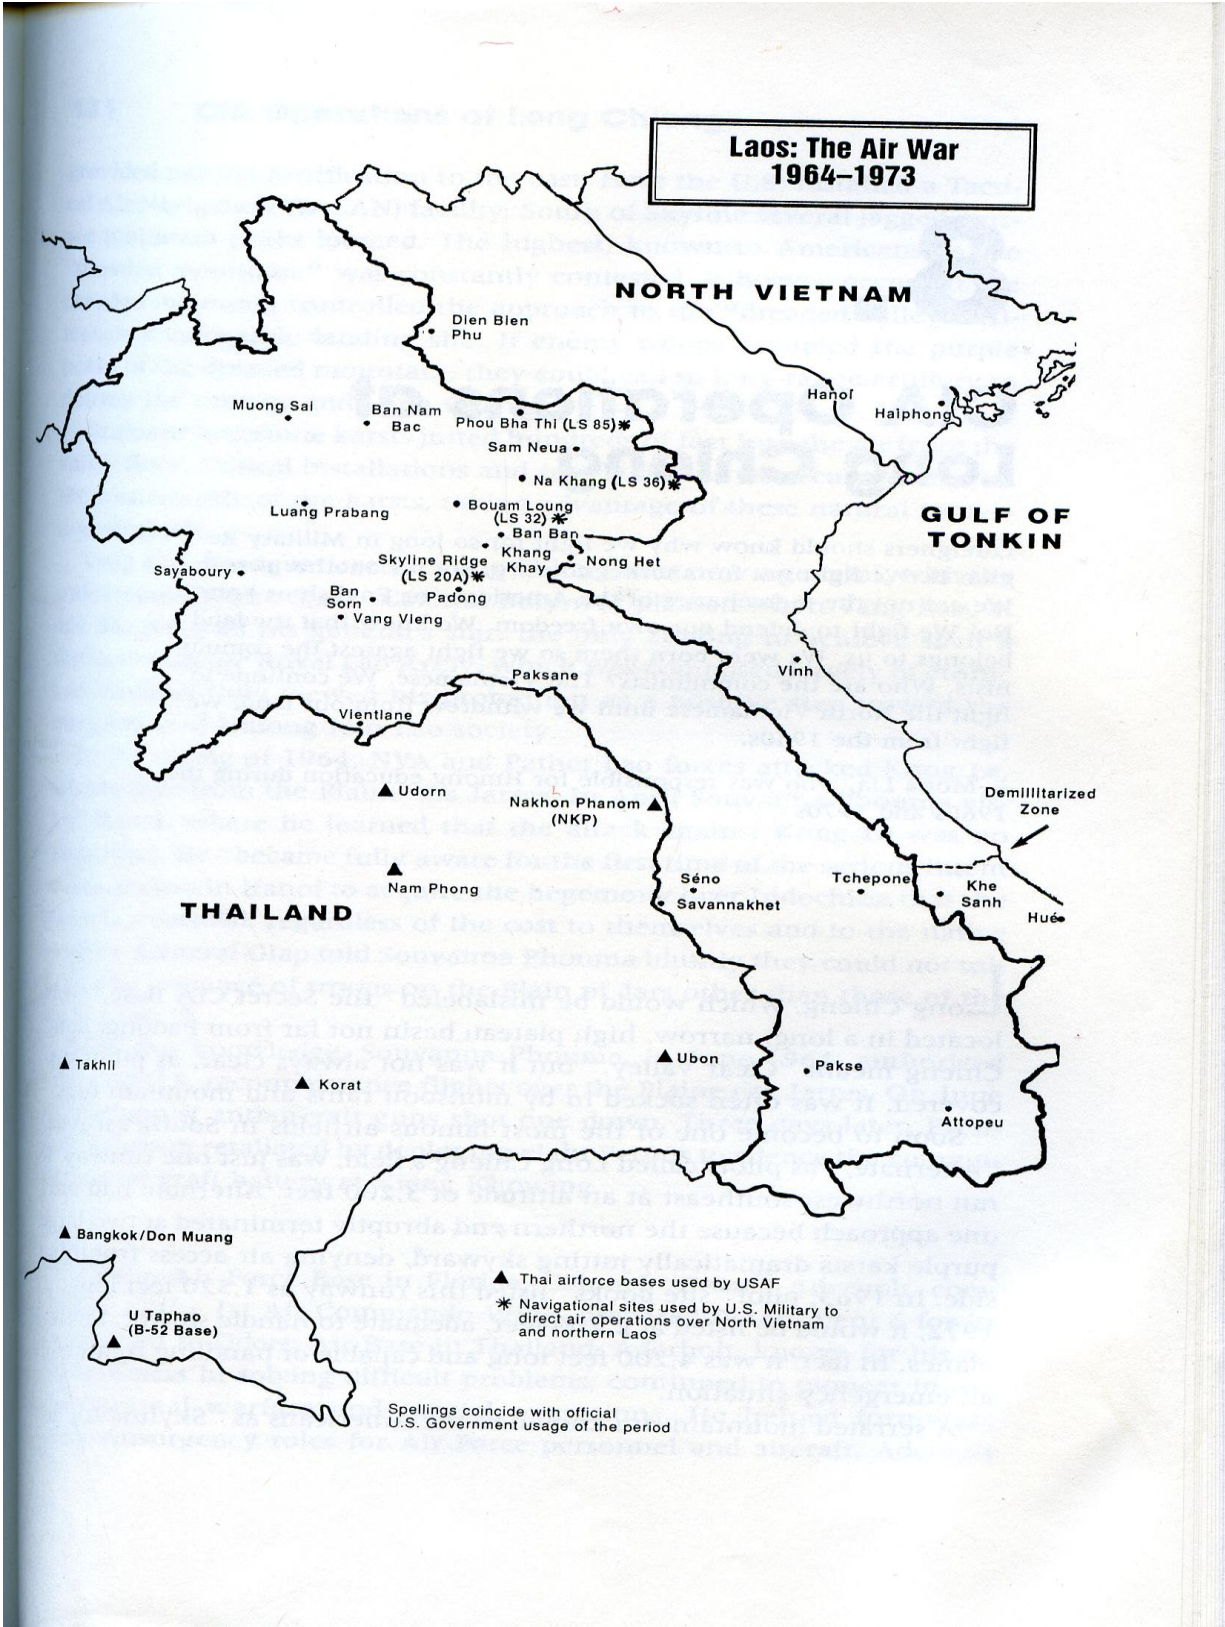 Laos: The Air War
1964–1973
NORTH VIETNAM
Dien Bien
Phu
Hanoi
Haiphong
Muong Sai
Ban Nam
Bac
Phou Bha Thi (LS 85)✱
Sam Neua
Na Khang (LS 36)✱
Luang Prabang
Bouam Loung
(LS 32)✱
GULF OF
TONKIN
Ban Ban
Khang
Khay
Nong Het
Skyline Ridge
(LS 20A)✱
Sayaboury
Ban
Sorn
Padong
Vang Vieng
Vinh
Paksane
Vientiane
Udorn
Nakhon Phanom
(NKP)
Demilitarized
Zone
Nam Phong
Séno
Savannakhet
Tchepone
Khe
Sanh
Hué
THAILAND
Takhli
Korat
Ubon
Pakse
Attopeu
Bangkok/Don Muang
U Taphao
(B-52 Base)
▲ Thai airforce bases used by USAF
✱ Navigational sites used by U.S. Military to
direct air operations over North Vietnam
and northern Laos
Spellings coincide with official
U.S. Government usage of the period